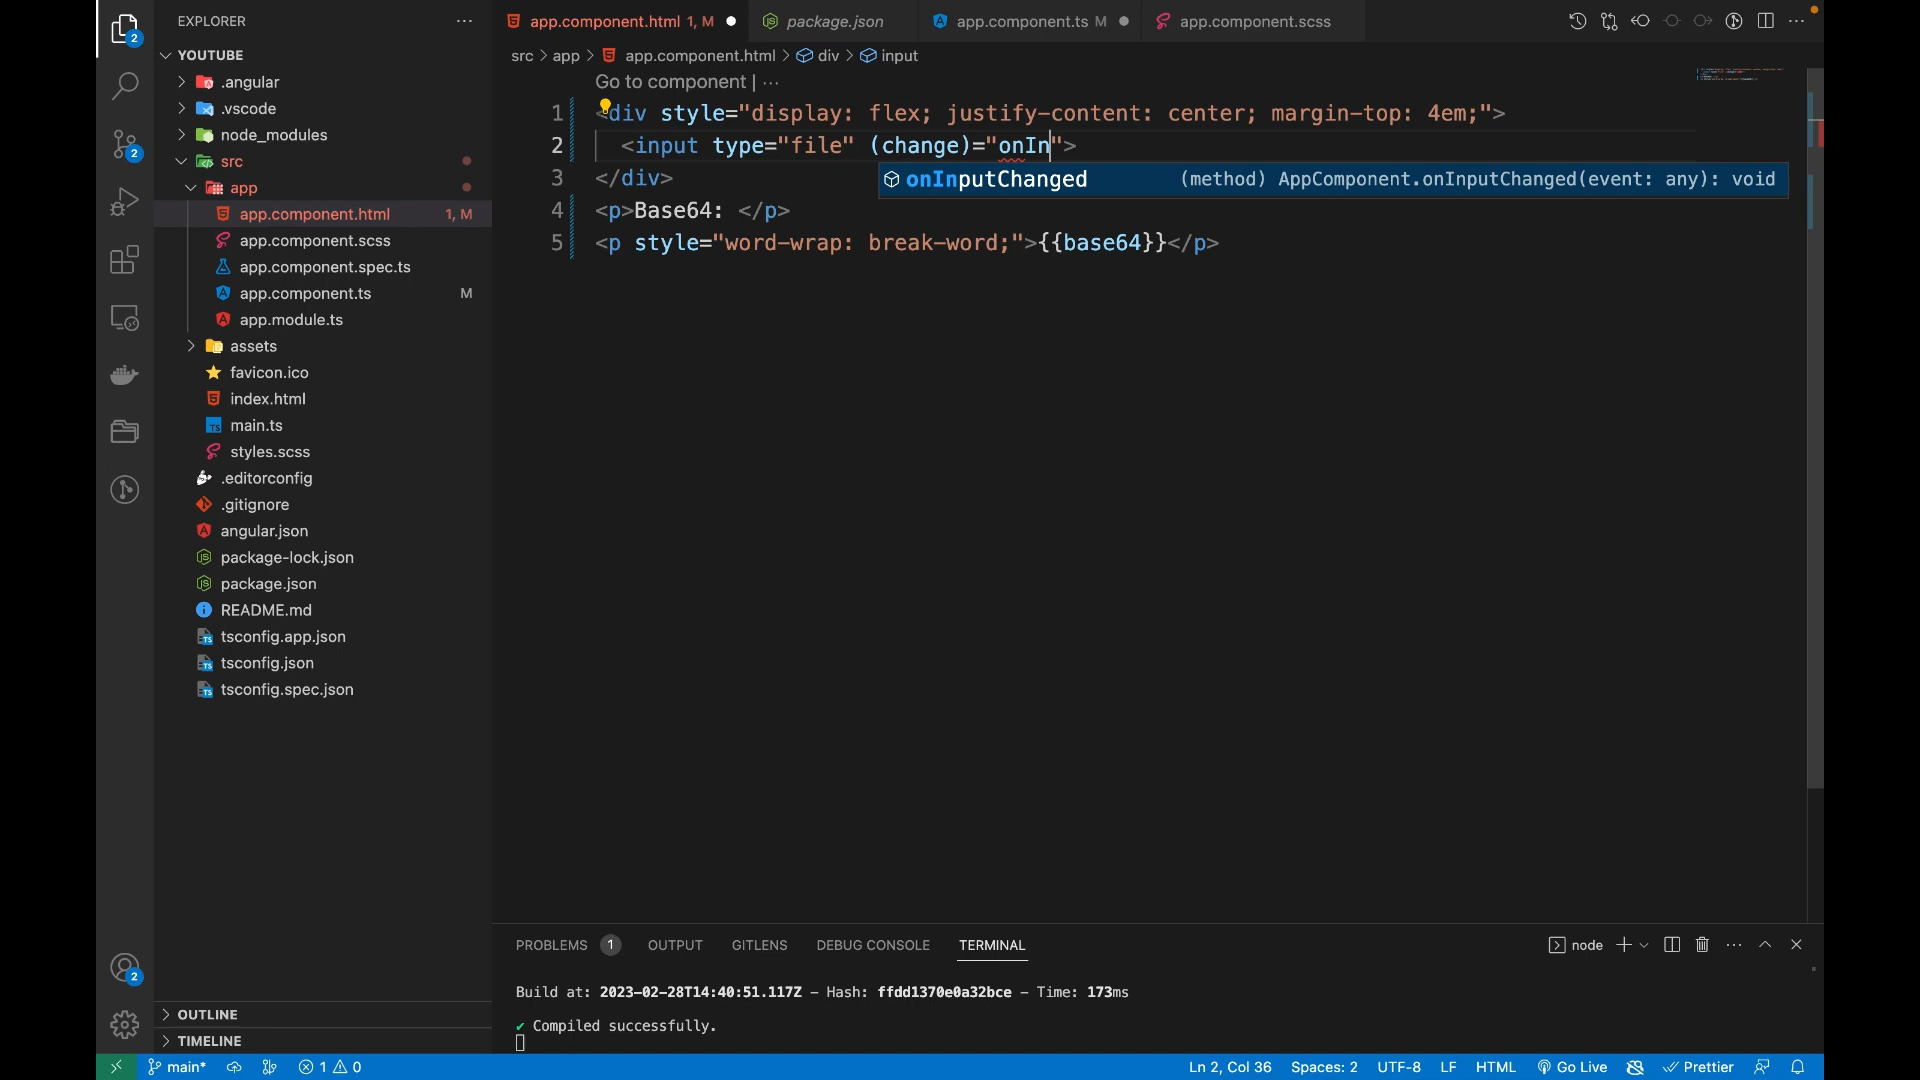 EXPLORER
YOUTUBE
.angular
.vscode
node_modules
src
app
app.component.html 1, M
app.component.scss
app.component.spec.ts
app.component.ts M
app.module.ts
assets
favicon.ico
index.html
main.ts
styles.scss
.editorconfig
.gitignore
angular.json
package-lock.json
package.json
README.md
tsconfig.app.json
tsconfig.json
tsconfig.spec.json
OUTLINE
TIMELINE
2
2
2
app.component.html 1, M
package.json
app.component.ts M
app.component.scss
src > app > app.component.html > div > input
Go to component | ...
1 <div style="display: flex; justify-content: center; margin-top: 4em;">
2 <input type="file" (change)="onIn">
onInputChanged (method) AppComponent.onInputChanged(event: any): void
3 </div>
4 <p>Base64: </p>
5 <p style="word-wrap: break-word;">{{base64}}</p>
PROBLEMS 1 OUTPUT GITLENS DEBUG CONSOLE TERMINAL
node
Build at: 2023-02-28T14:40:51.117Z - Hash: ffdd1370e0a32bce - Time: 173ms
✔ Compiled successfully.
main* 1 0
Ln 2, Col 36 Spaces: 2 UTF-8 LF HTML Go Live Prettier